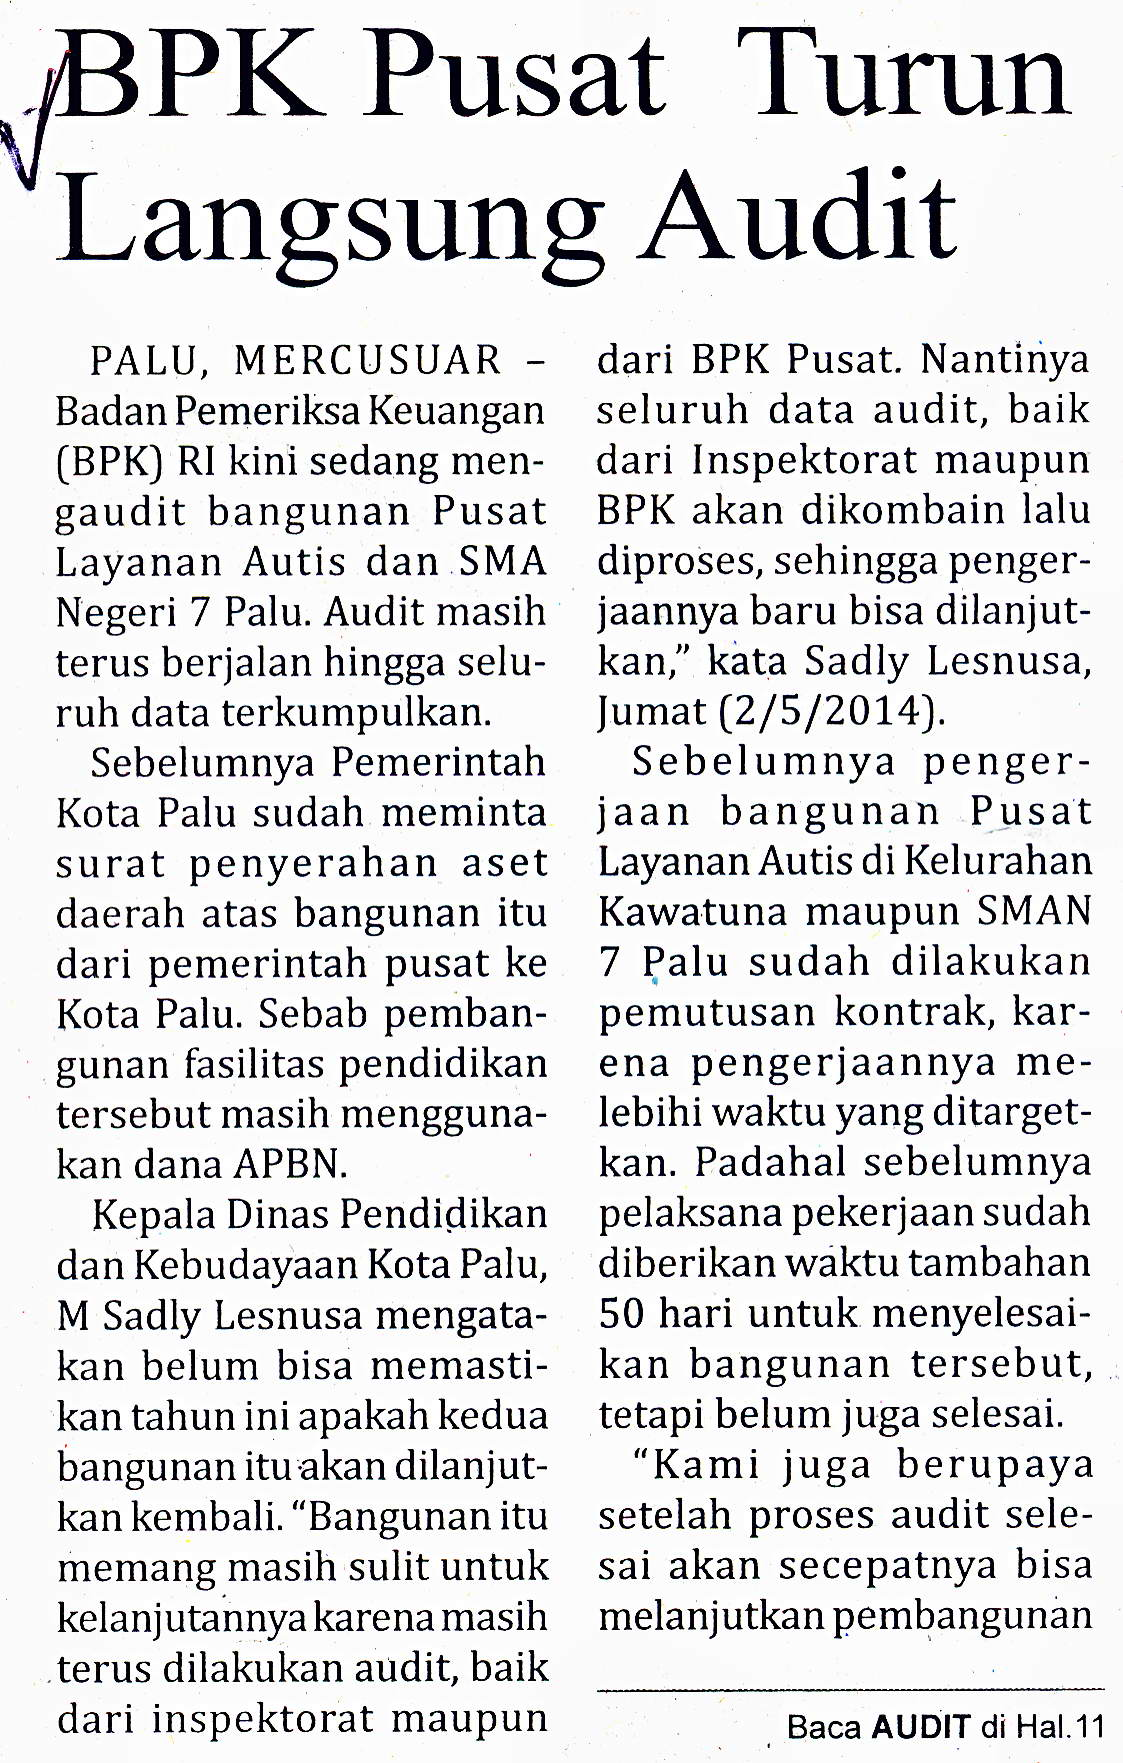 BPK Pusat Turun
Langsung Audit
PALU, MERCUSUAR –
Badan Pemeriksa Keuangan
(BPK) RI kini sedang men-
gaudit bangunan Pusat
Layanan Autis dan SMA
Negeri 7 Palu. Audit masih
terus berjalan hingga selu-
ruh data terkumpulkan.
Sebelumnya Pemerintah
Kota Palu sudah meminta
surat penyerahan aset
daerah atas bangunan itu
dari pemerintah pusat ke
Kota Palu. Sebab pemban-
gunan fasilitas pendidikan
tersebut masih mengguna-
kan dana APBN.
Kepala Dinas Pendidikan
dan Kebudayaan Kota Palu,
M Sadly Lesnusa mengata-
kan belum bisa memasti-
kan tahun ini apakah kedua
bangunan itu akan dilanjut-
kan kembali. “Bangunan itu
memang masih sulit untuk
kelanjutannya karena masih
terus dilakukan audit, baik
dari inspektorat maupun
dari BPK Pusat. Nantinya
seluruh data audit, baik
dari Inspektorat maupun
BPK akan dikombain lalu
diproses, sehingga penger-
jaannya baru bisa dilanjut-
kan,” kata Sadly Lesnusa,
Jumat (2/5/2014).
Sebelumnya penger-
jaan bangunan Pusat
Layanan Autis di Kelurahan
Kawatuna maupun SMAN
7 Palu sudah dilakukan
pemutusan kontrak, kar-
ena pengerjaannya me-
lebihi waktu yang ditarget-
kan. Padahal sebelumnya
pelaksana pekerjaan sudah
diberikan waktu tambahan
50 hari untuk menyelesai-
kan bangunan tersebut,
tetapi belum juga selesai.
“Kami juga berupaya
setelah proses audit sele-
sai akan secepatnya bisa
melanjutkan pembangunan
Baca AUDIT di Hal.11